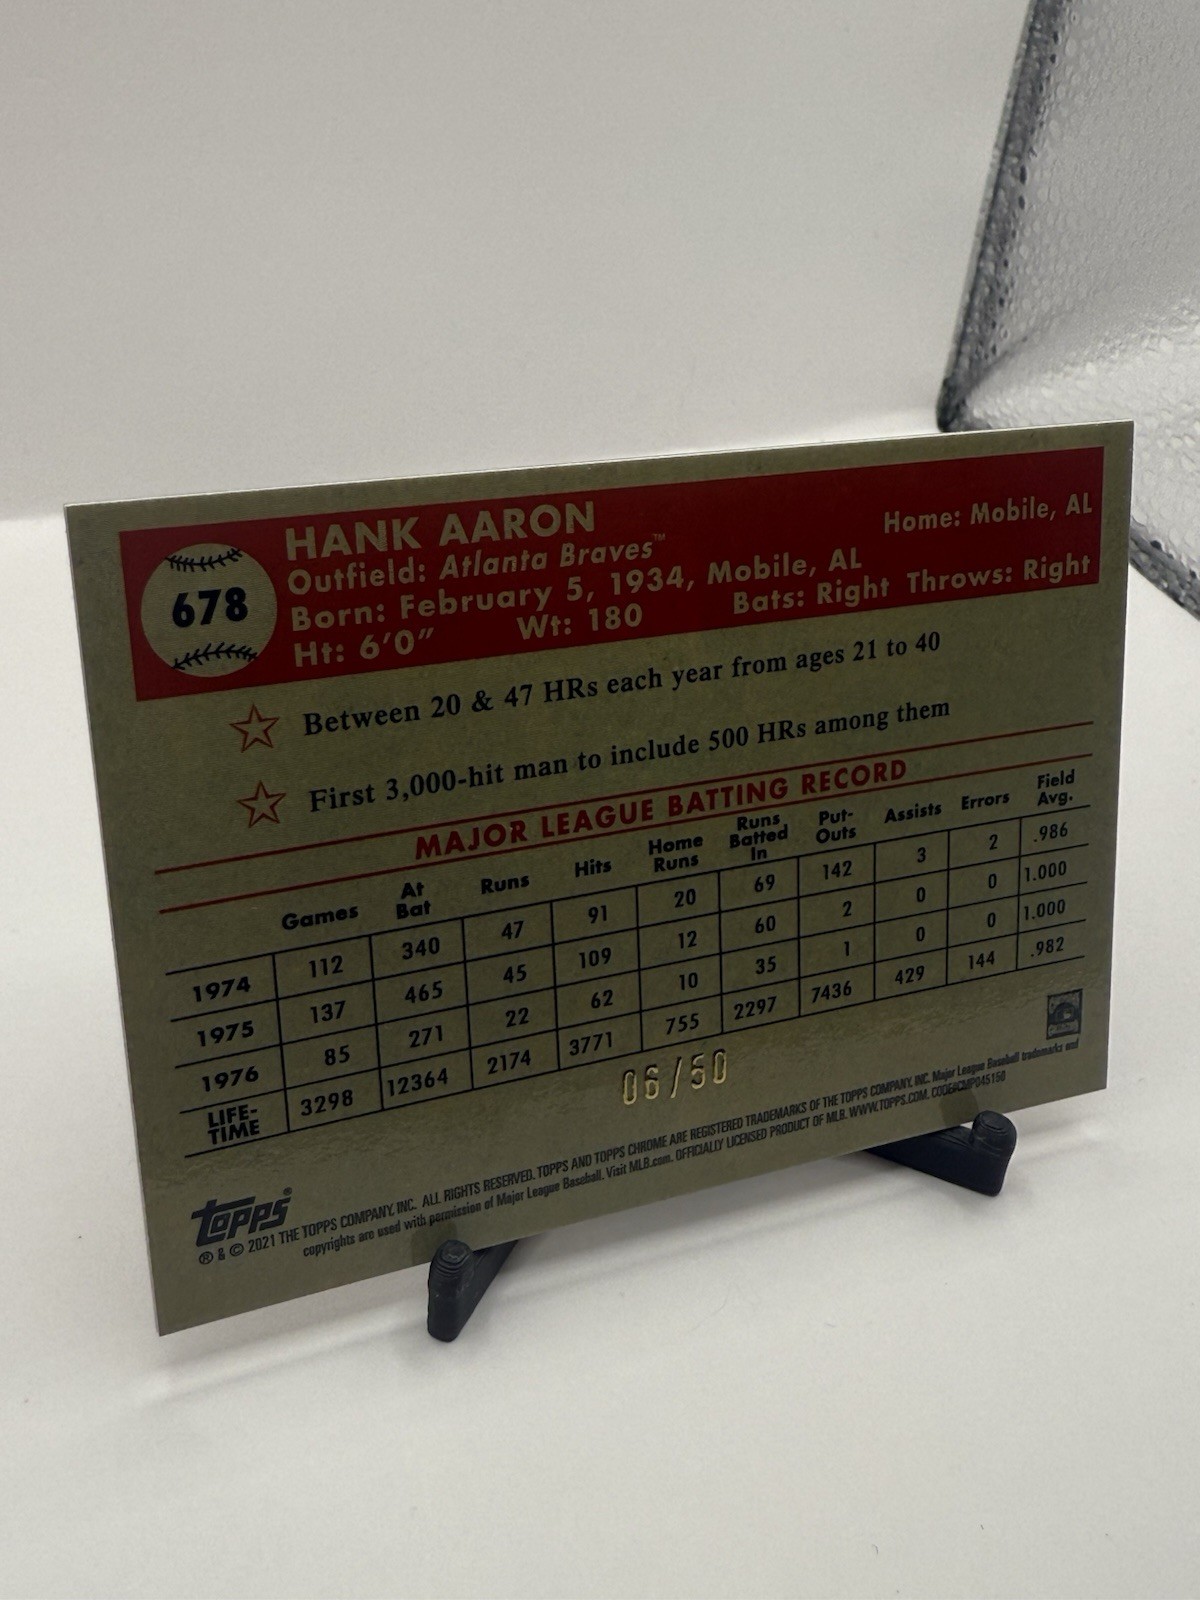 678
HANK AARON
Outfield: Atlanta Braves™
Home: Mobile, AL
Born: February 5, 1934, Mobile, AL
Ht: 6'0" Wt: 180 Bats: Right Throws: Right
☆ Between 20 & 47 HRs each year from ages 21 to 40
☆ First 3,000-hit man to include 500 HRs among them
MAJOR LEAGUE BATTING RECORD
Games At Bat Runs Hits Home Runs Runs Batted In Put-Outs Assists Errors Field Avg.
1974 112 340 47 91 20 69 142 3 2 .986
1975 137 465 45 109 12 60 2 0 0 1.000
1976 85 271 22 62 10 35 1 0 0 1.000
LIFE-TIME 3298 12364 2174 3771 755 2297 7436 429 144 .982
06/50
topps®
® & © 2021 THE TOPPS COMPANY, INC. ALL RIGHTS RESERVED. TOPPS AND TOPPS CHROME ARE REGISTERED TRADEMARKS OF THE TOPPS COMPANY, INC. Major League Baseball trademarks and
copyrights are used with permission of Major League Baseball. Visit MLB.com. OFFICIALLY LICENSED PRODUCT OF MLB. WWW.TOPPS.COM. CODE#CMP045150